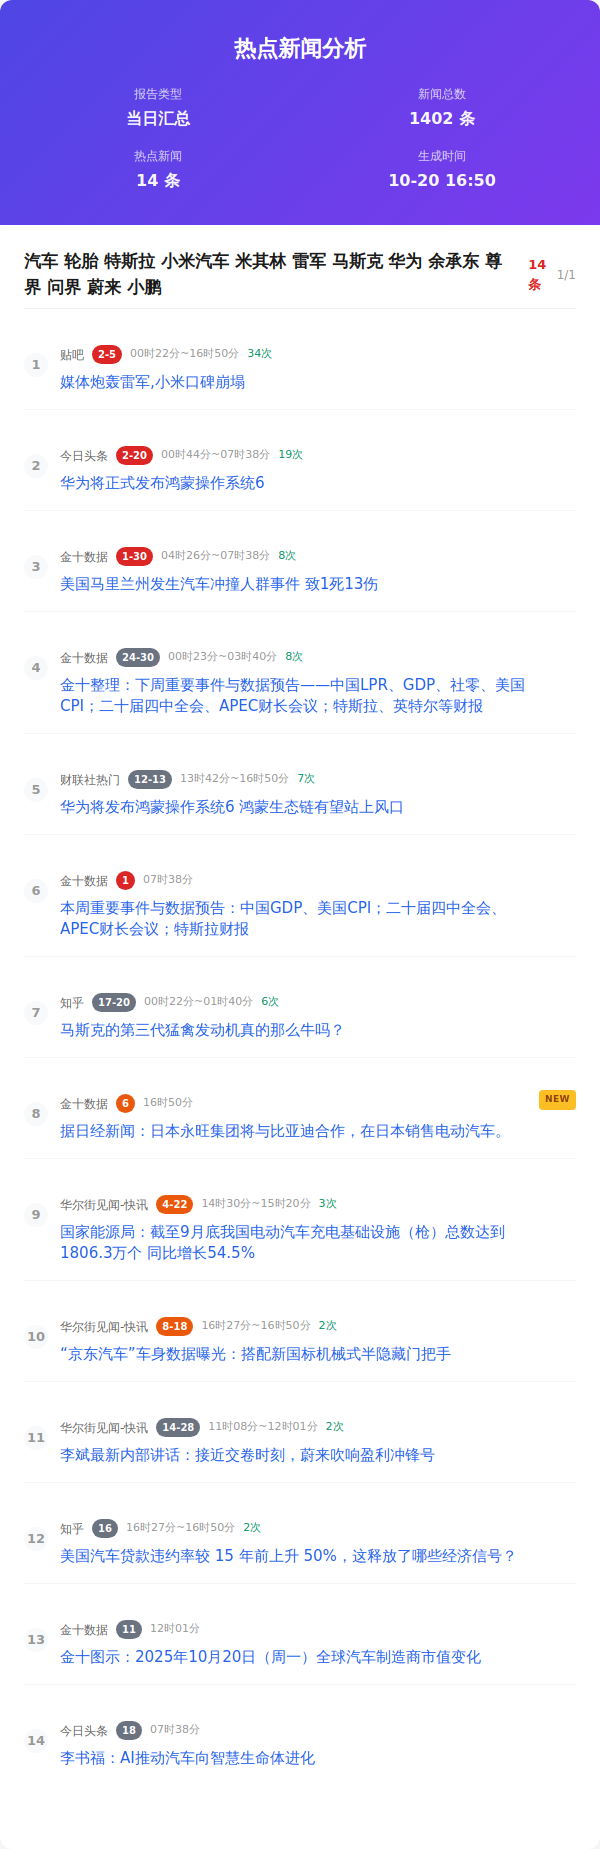 热点新闻分析
报告类型
当日汇总
新闻总数
1402 条
热点新闻
14 条
生成时间
10-20 16:50
汽车 轮胎 特斯拉 小米汽车 米其林 雷军 马斯克 华为 余承东 尊
界 问界 蔚来 小鹏
14
条
1/1
1
贴吧 2-5 00时22分~16时50分 34次
媒体炮轰雷军,小米口碑崩塌
2
今日头条 2-20 00时44分~07时38分 19次
华为将正式发布鸿蒙操作系统6
3
金十数据 1-30 04时26分~07时38分 8次
美国马里兰州发生汽车冲撞人群事件 致1死13伤
4
金十数据 24-30 00时23分~03时40分 8次
金十整理：下周重要事件与数据预告——中国LPR、GDP、社零、美国
CPI；二十届四中全会、APEC财长会议；特斯拉、英特尔等财报
5
财联社热门 12-13 13时42分~16时50分 7次
华为将发布鸿蒙操作系统6 鸿蒙生态链有望站上风口
6
金十数据 1 07时38分
本周重要事件与数据预告：中国GDP、美国CPI；二十届四中全会、
APEC财长会议；特斯拉财报
7
知乎 17-20 00时22分~01时40分 6次
马斯克的第三代猛禽发动机真的那么牛吗？
8
金十数据 6 16时50分
NEW
据日经新闻：日本永旺集团将与比亚迪合作，在日本销售电动汽车。
9
华尔街见闻-快讯 4-22 14时30分~15时20分 3次
国家能源局：截至9月底我国电动汽车充电基础设施（枪）总数达到
1806.3万个 同比增长54.5%
10
华尔街见闻-快讯 8-18 16时27分~16时50分 2次
“京东汽车”车身数据曝光：搭配新国标机械式半隐藏门把手
11
华尔街见闻-快讯 14-28 11时08分~12时01分 2次
李斌最新内部讲话：接近交卷时刻，蔚来吹响盈利冲锋号
12
知乎 16 16时27分~16时50分 2次
美国汽车贷款违约率较 15 年前上升 50%，这释放了哪些经济信号？
13
金十数据 11 12时01分
金十图示：2025年10月20日（周一）全球汽车制造商市值变化
14
今日头条 18 07时38分
李书福：AI推动汽车向智慧生命体进化